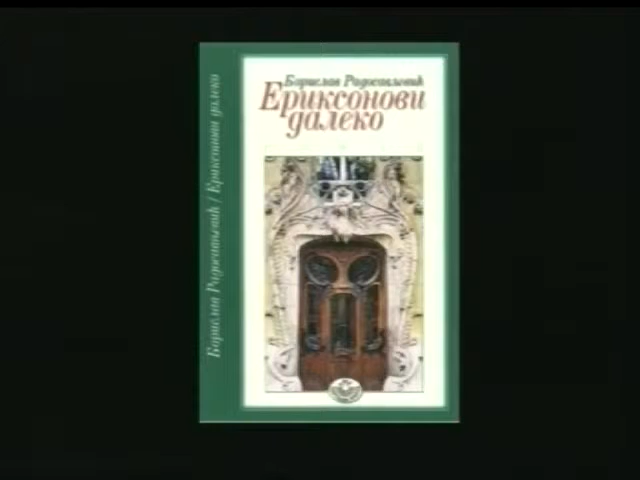 Борислав Радосављевић
Ериксонови
далеко
Борислав Радосављевић / Ериксонови далеко